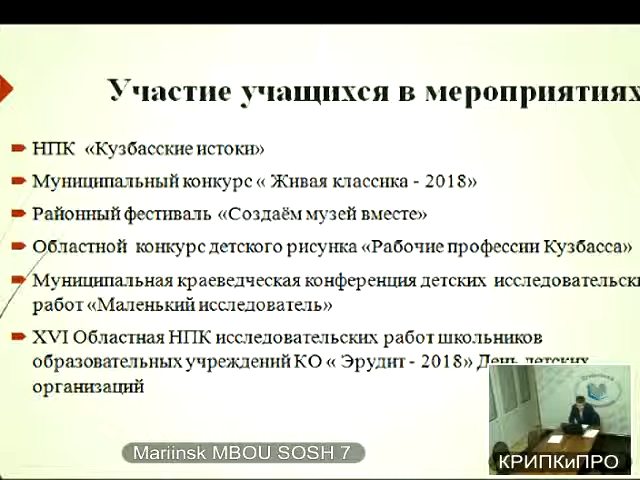 Участие учащихся в мероприятиях
НПК «Кузбасские истоки»
Муниципальный конкурс « Живая классика - 2018»
Районный фестиваль «Создаём музей вместе»
Областной конкурс детского рисунка «Рабочие профессии Кузбасса»
Муниципальная краеведческая конференция детских исследовательски
работ «Маленький исследователь»
XVI Областная НПК исследовательских работ школьников
образовательных учреждений КО « Эрудит - 2018» День детских
организаций
Mariinsk MBOU SOSH 7
КРИПКиПРО